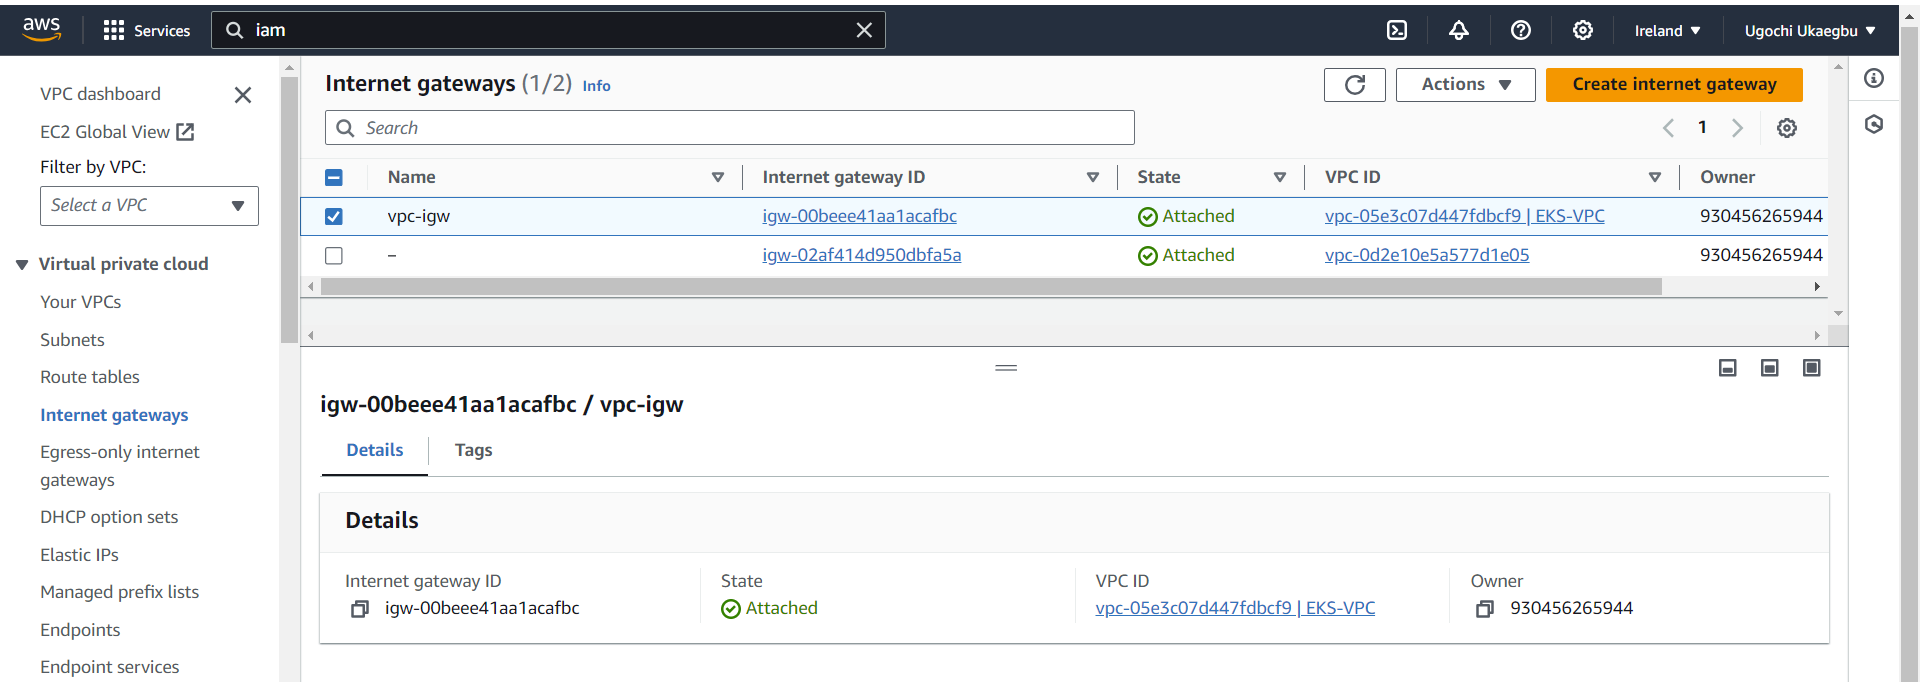 aws Services iam Ireland Ugochi Ukaegbu
VPC dashboard
EC2 Global View
Filter by VPC:
Select a VPC
Virtual private cloud
Your VPCs
Subnets
Route tables
Internet gateways
Egress-only internet
gateways
DHCP option sets
Elastic IPs
Managed prefix lists
Endpoints
Endpoint services
Internet gateways (1/2) Info Actions Create internet gateway
Search 1
Name Internet gateway ID State VPC ID Owner
vpc-igw igw-00beee41aa1acafbc Attached vpc-05e3c07d447fdbcf9 | EKS-VPC 930456265944
– igw-02af414d950dbfa5a Attached vpc-0d2e10e5a577d1e05 930456265944
igw-00beee41aa1acafbc / vpc-igw
Details Tags
Details
Internet gateway ID State VPC ID Owner
igw-00beee41aa1acafbc Attached vpc-05e3c07d447fdbcf9 | EKS-VPC 930456265944